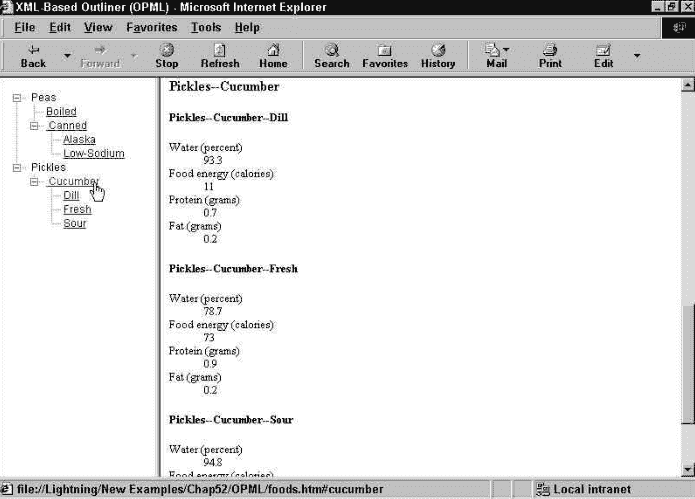 XML-Based Outliner (OPML) - Microsoft Internet Explorer
File Edit View Favorites Tools Help
Back Forward Stop Refresh Home Search Favorites History Mail Print Edit
Peas
Boiled
Canned
Alaska
Low-Sodium
Pickles
Cucumber
Dill
Fresh
Sour
Pickles--Cucumber
Pickles--Cucumber--Dill
Water (percent)
93.3
Food energy (calories)
11
Protein (grams)
0.7
Fat (grams)
0.2
Pickles--Cucumber--Fresh
Water (percent)
78.7
Food energy (calories)
73
Protein (grams)
0.9
Fat (grams)
0.2
Pickles--Cucumber--Sour
Water (percent)
94.8
Food energy (calories)
file://Lightning/New Examples/Chap52/OPML/foods.htm#cucumber
Local intranet